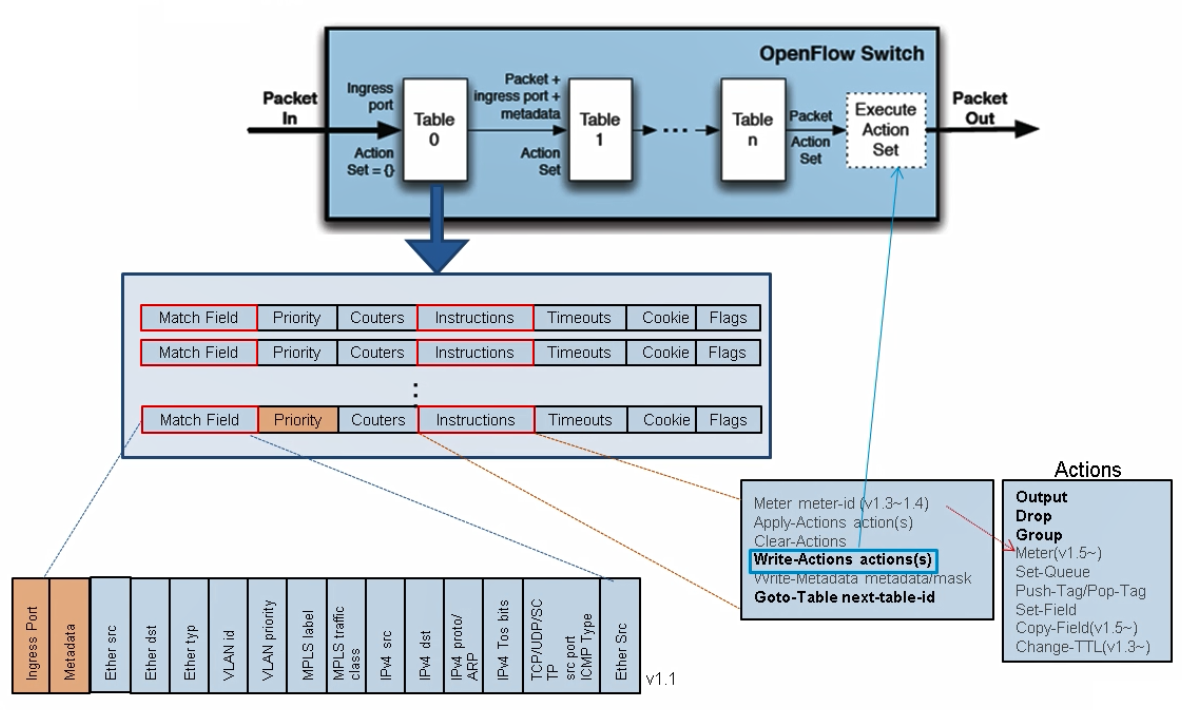 OpenFlow Switch
Packet
In
Ingress
port
Action
Set = {}
Table
0
Packet +
ingress port +
metadata
Action
Set
Table
1
...
Table
n
Packet
Action
Set
Execute
Action
Set
Packet
Out
Match Field Priority Couters Instructions Timeouts Cookie Flags
Match Field Priority Couters Instructions Timeouts Cookie Flags
Match Field Priority Couters Instructions Timeouts Cookie Flags
Meter meter-id (v1.3~1.4)
Apply-Actions action(s)
Clear-Actions
Write-Actions actions(s)
Write-Metadata metadata/mask
Goto-Table next-table-id
Actions
Output
Drop
Group
Meter(v1.5~)
Set-Queue
Push-Tag/Pop-Tag
Set-Field
Copy-Field(v1.5~)
Change-TTL(v1.3~)
Ingress Port
Metadata
Ether src
Ether dst
Ether typ
VLAN id
VLAN priority
MPLS label
MPLS traffic
class
IPv4 src
IPv4 dst
IPv4 proto/
ARP
IPv4 Tos bits
TCP/UDP/SC
TP
src port
ICMP Type
Ether Src
v1.1